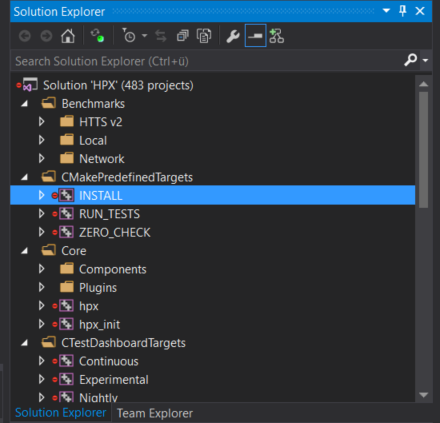 Solution Explorer
Search Solution Explorer (Ctrl+ü)
Solution 'HPX' (483 projects)
Benchmarks
HTTS v2
Local
Network
CMakePredefinedTargets
INSTALL
RUN_TESTS
ZERO_CHECK
Core
Components
Plugins
hpx
hpx_init
CTestDashboardTargets
Continuous
Experimental
Nightly
Solution Explorer Team Explorer